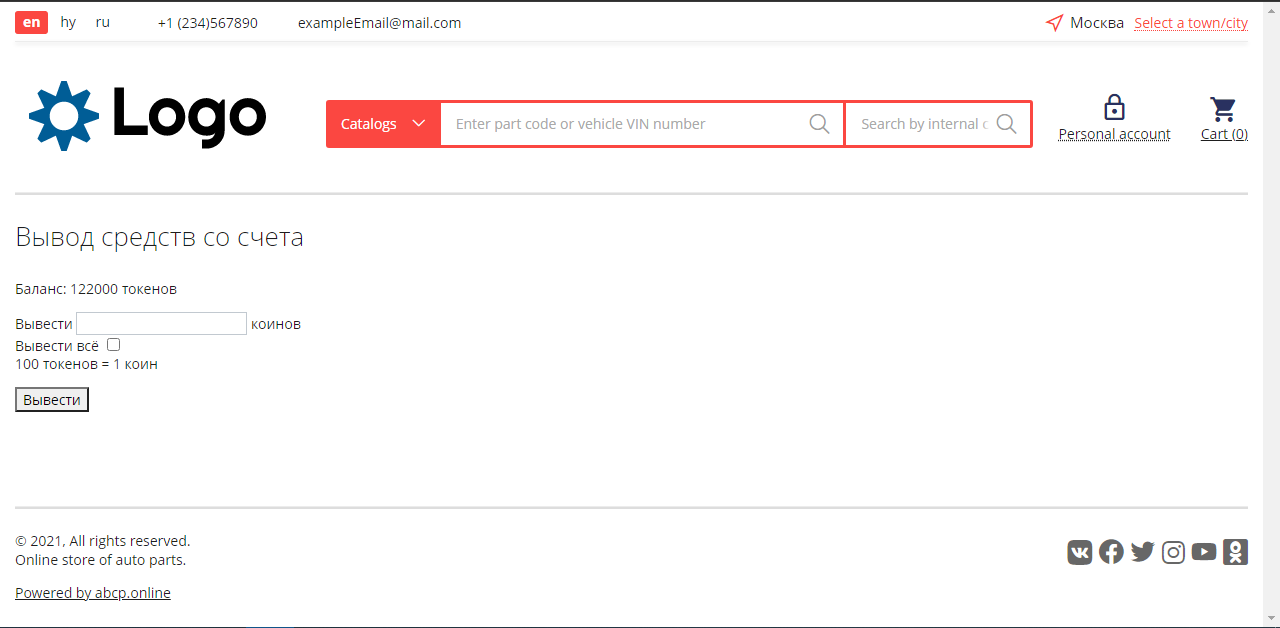 en hy ru +1 (234)567890 exampleEmail@mail.com Москва Select a town/city
Logo
Catalogs Enter part code or vehicle VIN number Search by internal c
Personal account Cart (0)
Вывод средств со счета
Баланс: 122000 токенов
Вывести коинов
Вывести всё
100 токенов = 1 коин
Вывести
© 2021, All rights reserved.
Online store of auto parts.
Powered by abcp.online